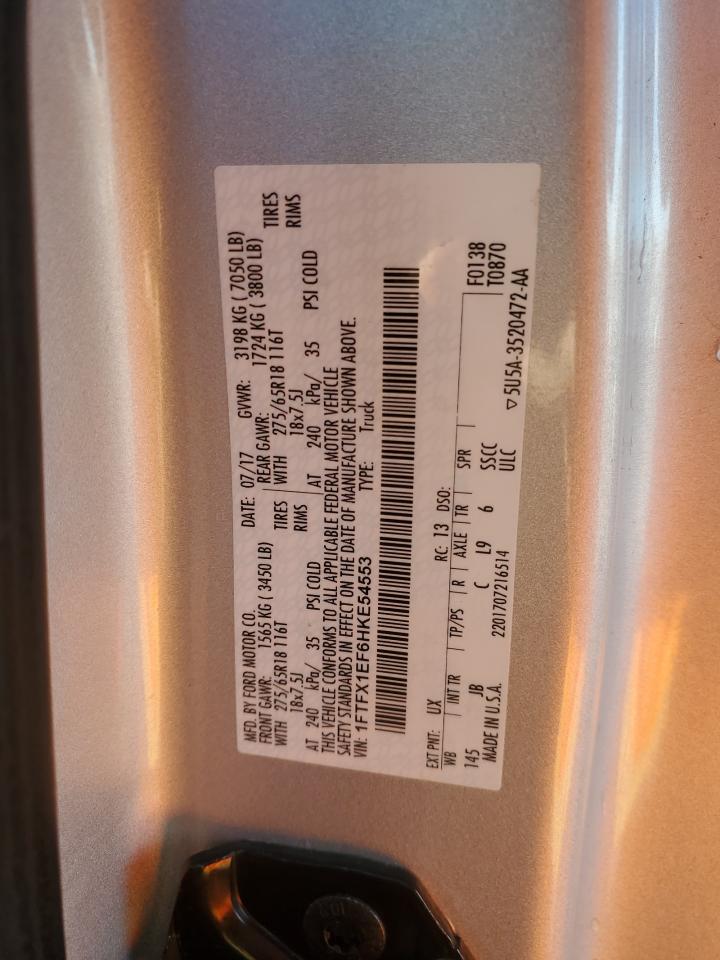 MFD. BY FORD MOTOR CO.
DATE: 07/17 GVWR: 3198 KG ( 7050 LB)
FRONT GAWR: 1565 KG ( 3450 LB) REAR GAWR: 1724 KG ( 3800 LB)
WITH 275/65R18 116T TIRES WITH 275/65R18 116T TIRES
18x7.5J RIMS 18x7.5J RIMS
AT 240 kPa/ 35 PSI COLD AT 240 kPa/ 35 PSI COLD
THIS VEHICLE CONFORMS TO ALL APPLICABLE FEDERAL MOTOR VEHICLE
SAFETY STANDARDS IN EFFECT ON THE DATE OF MANUFACTURE SHOWN ABOVE.
VIN: 1FTFX1EF6HKE54553 TYPE: Truck
EXT PNT: UX RC: 13 DSO: F0138
WB INT TR TP/PS R AXLE TR SPR T0870
145 JB C L9 6 SSCC
MADE IN U.S.A. 2201707216514 ULC ▽5U5A-3520472-AA